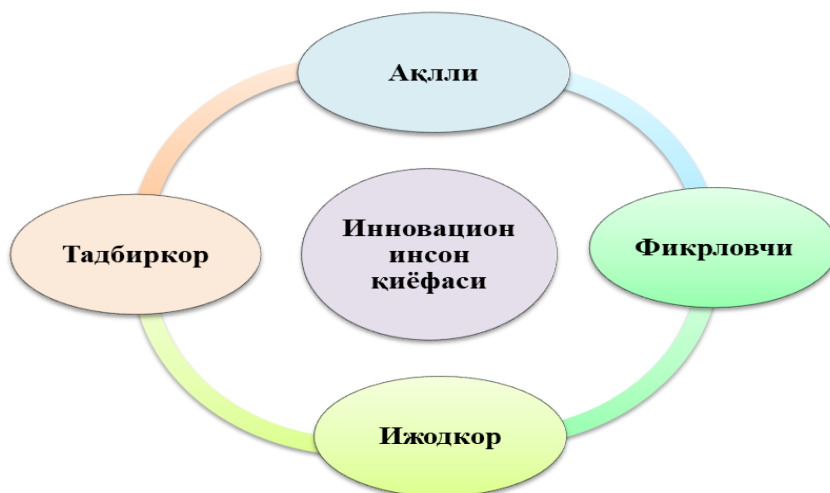 Ақлли
Тадбиркор
Инновацион
инсон
қиёфаси
Фикрловчи
Ижодкор